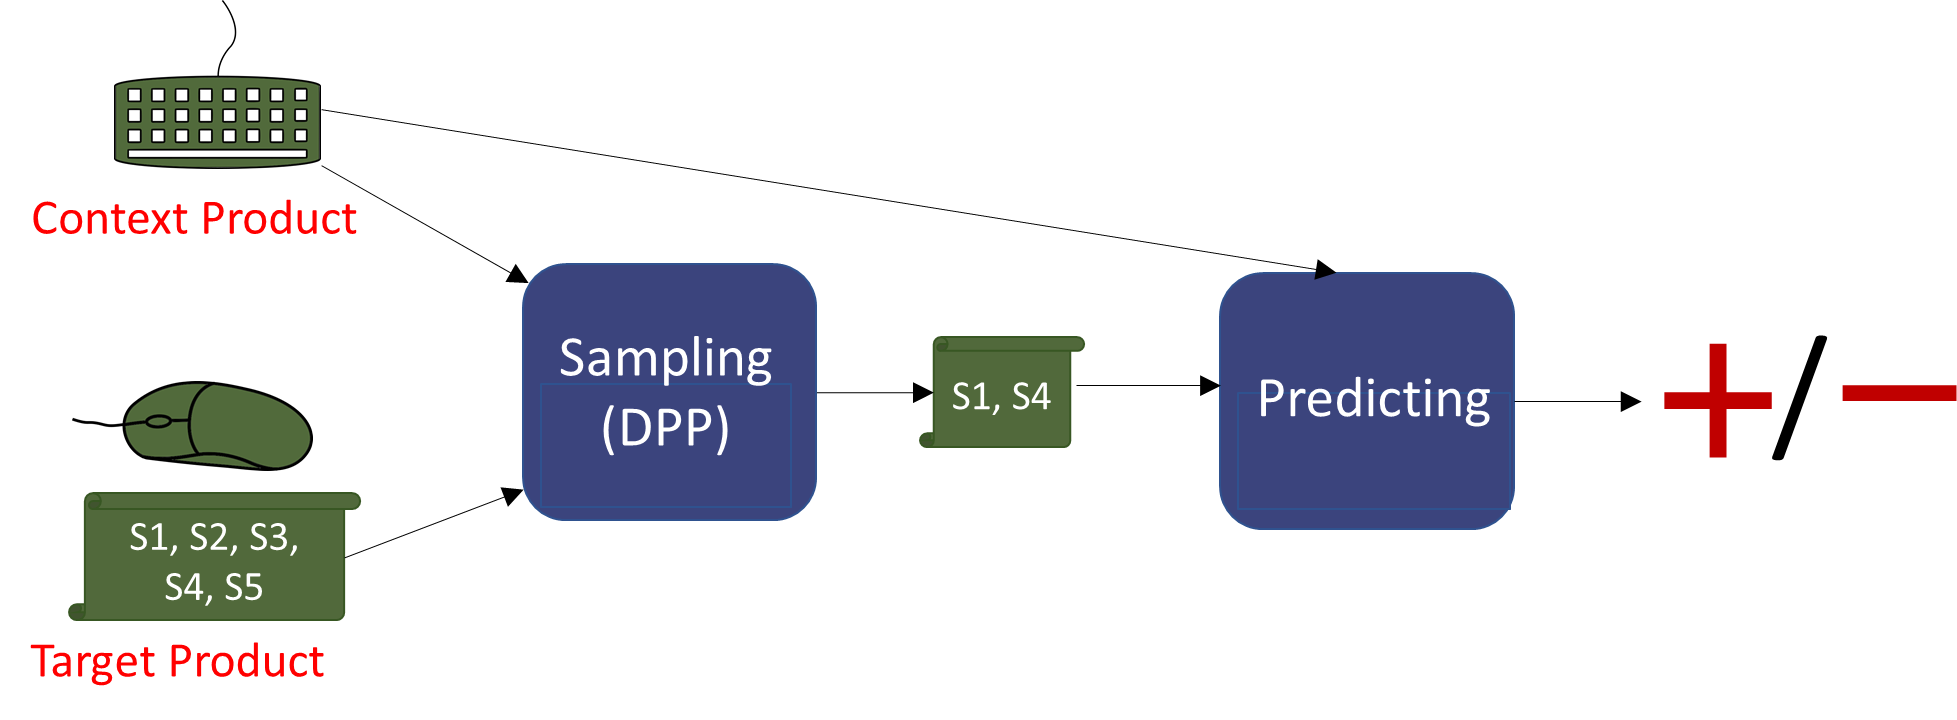 Context Product
S1, S2, S3,
S4, S5
Target Product
Sampling
(DPP)
S1, S4
Predicting
+/−